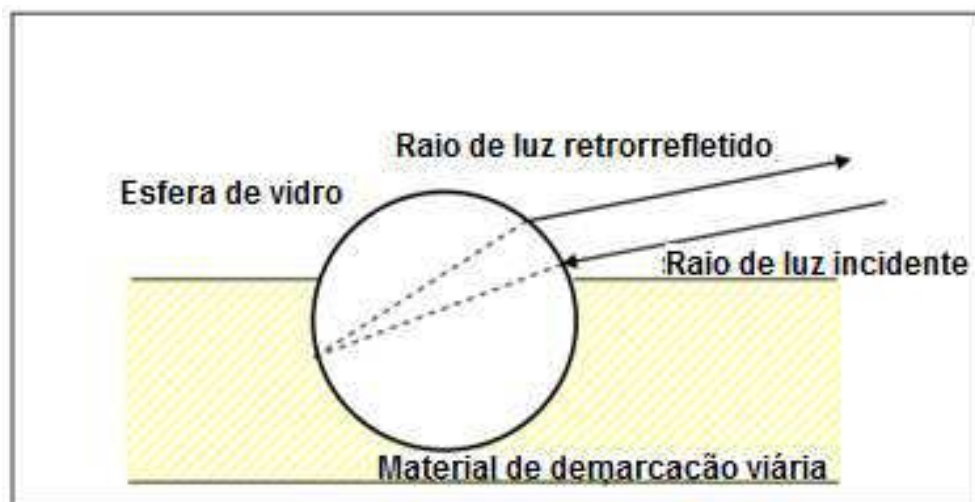 Raio de luz retrorrefletido
Esfera de vidro
Raio de luz incidente
Material de demarcação viária